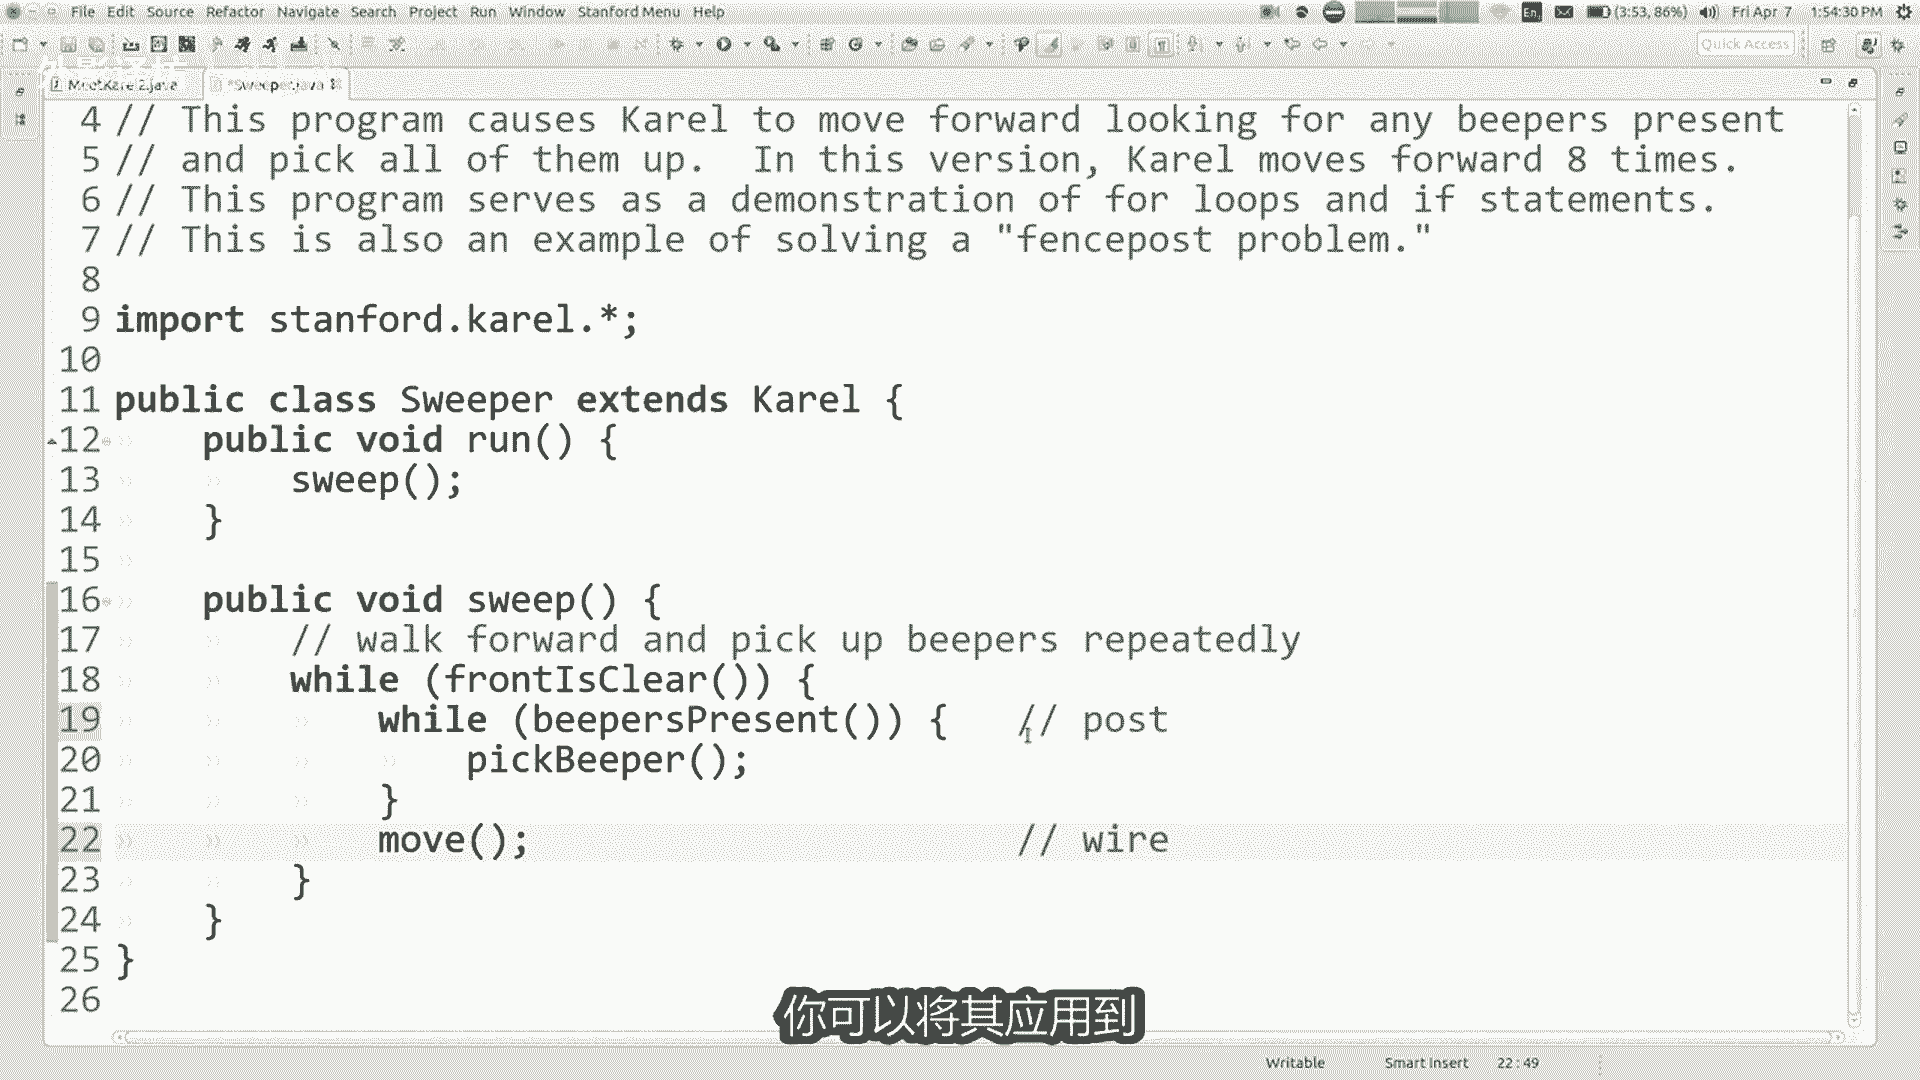 File Edit Source Refactor Navigate Search Project Run Window Stanford Menu Help En (3:53, 86%) Fri Apr 7 1:54:30 PM
Quick Access
MeetKarel2.java *Sweeper.java
4 // This program causes Karel to move forward looking for any beepers present
5 // and pick all of them up.  In this version, Karel moves forward 8 times.
6 // This program serves as a demonstration of for loops and if statements.
7 // This is also an example of solving a "fencepost problem."
8
9 import stanford.karel.*;
10
11 public class Sweeper extends Karel {
12 public void run() {
13 sweep();
14 }
15
16 public void sweep() {
17 // walk forward and pick up beepers repeatedly
18 while (frontIsClear()) {
19 while (beepersPresent()) { // post
20 pickBeeper();
21 }
22 move(); // wire
23 }
24 }
25 }
26
你可以将其应用到
Writable Smart Insert 22 : 49